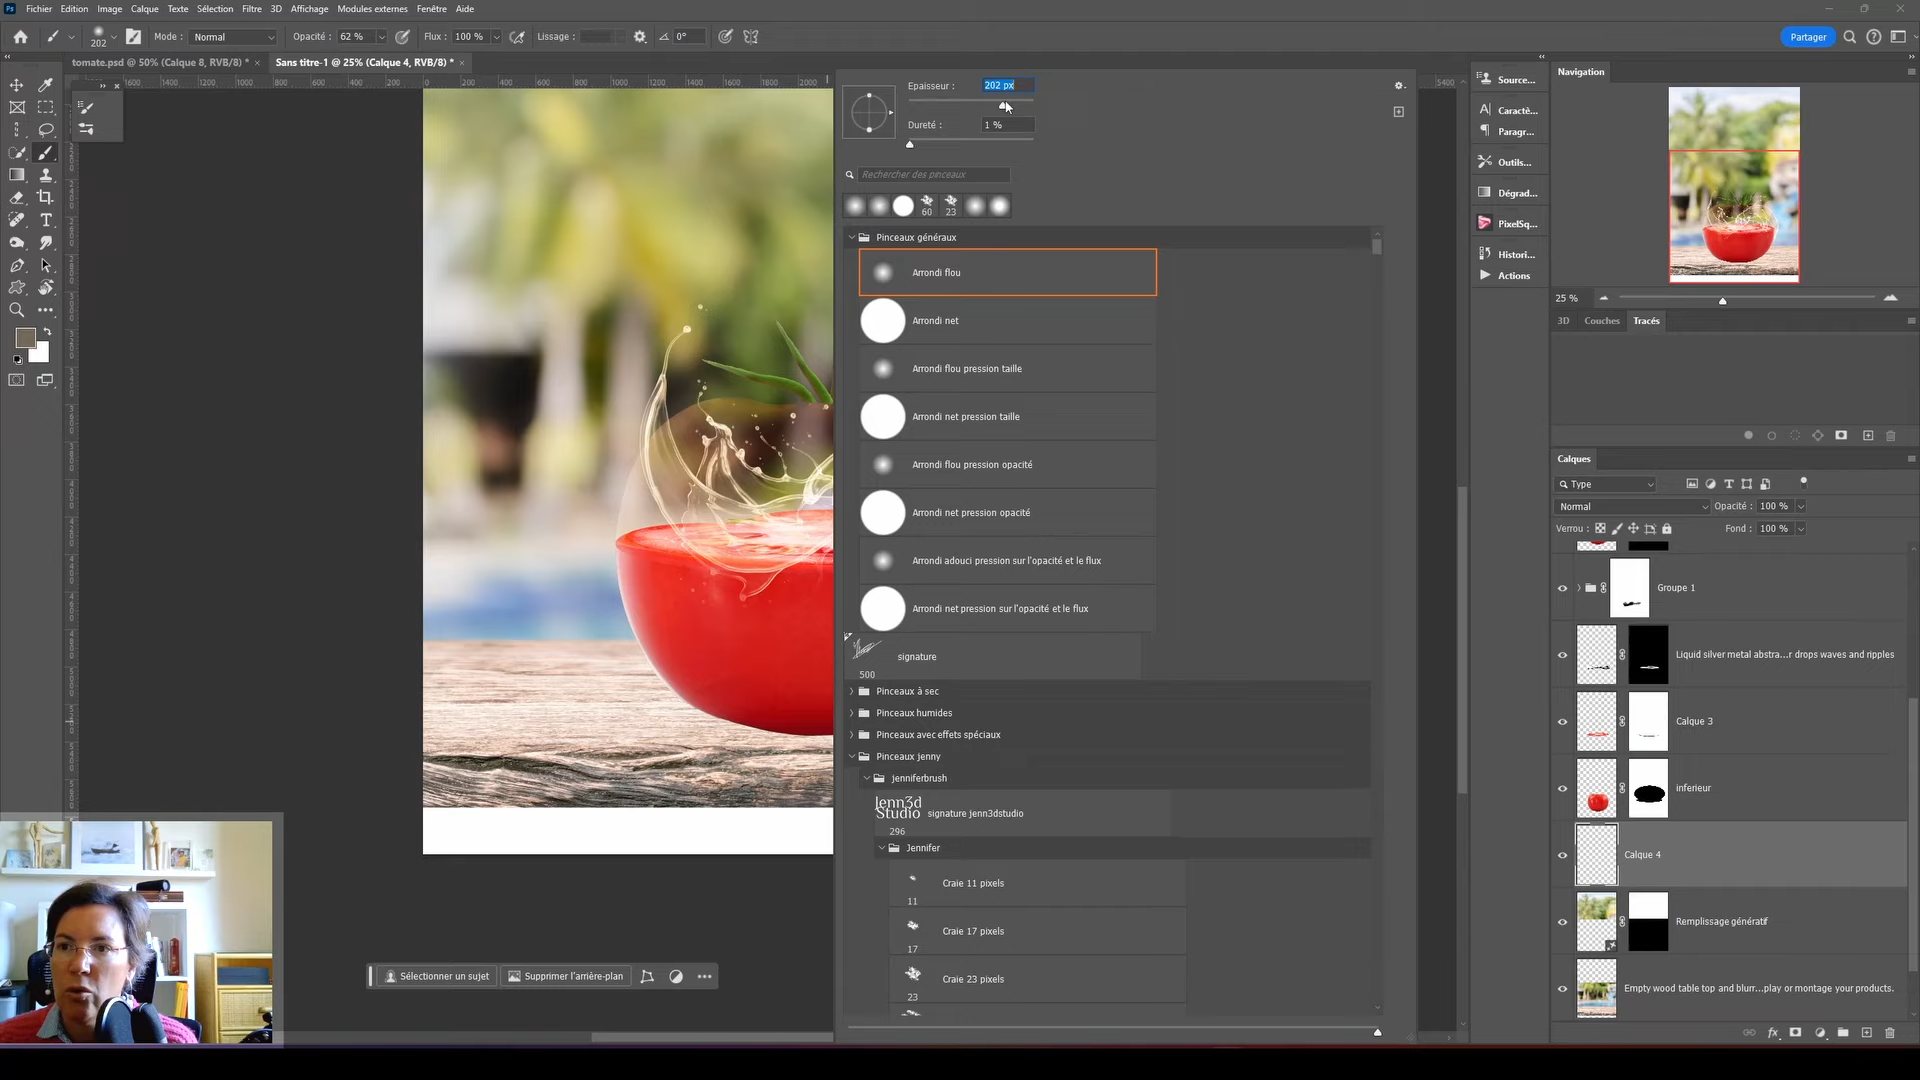 Fichier Edition Image Calque Texte Sélection Filtre 3D Affichage Modules externes Fenêtre Aide
202 Mode : Normal Opacité : 62 % Flux : 100 % Lissage : 0° Partager
tomate.psd @ 50% (Calque 8, RVB/8) * Sans titre-1 @ 25% (Calque 4, RVB/8) *
Epaisseur : 202 px
Dureté : 1 %
Rechercher des pinceaux
60 23
Pinceaux généraux
Arrondi flou
Arrondi net
Arrondi flou pression taille
Arrondi net pression taille
Arrondi flou pression opacité
Arrondi net pression opacité
Arrondi adouci pression sur l'opacité et le flux
Arrondi net pression sur l'opacité et le flux
signature
500
Pinceaux à sec
Pinceaux humides
Pinceaux avec effets spéciaux
Pinceaux jenny
jenniferbrush
Jenn3d
Studio
signature jenn3dstudio
296
Jennifer
Craie 11 pixels
11
Craie 17 pixels
17
Craie 23 pixels
23
Sélectionner un sujet Supprimer l'arrière-plan
Source...
Caractè...
Paragr...
Outils...
Dégrad...
PixelSq...
Histori...
Actions
Navigation
25 %
3D Couches Tracés
Calques
Type
Normal Opacité : 100 %
Verrou : Fond : 100 %
Groupe 1
Liquid silver metal abstra...r drops waves and ripples
Calque 3
inferieur
Calque 4
Remplissage génératif
Empty wood table top and blurr...play or montage your products.